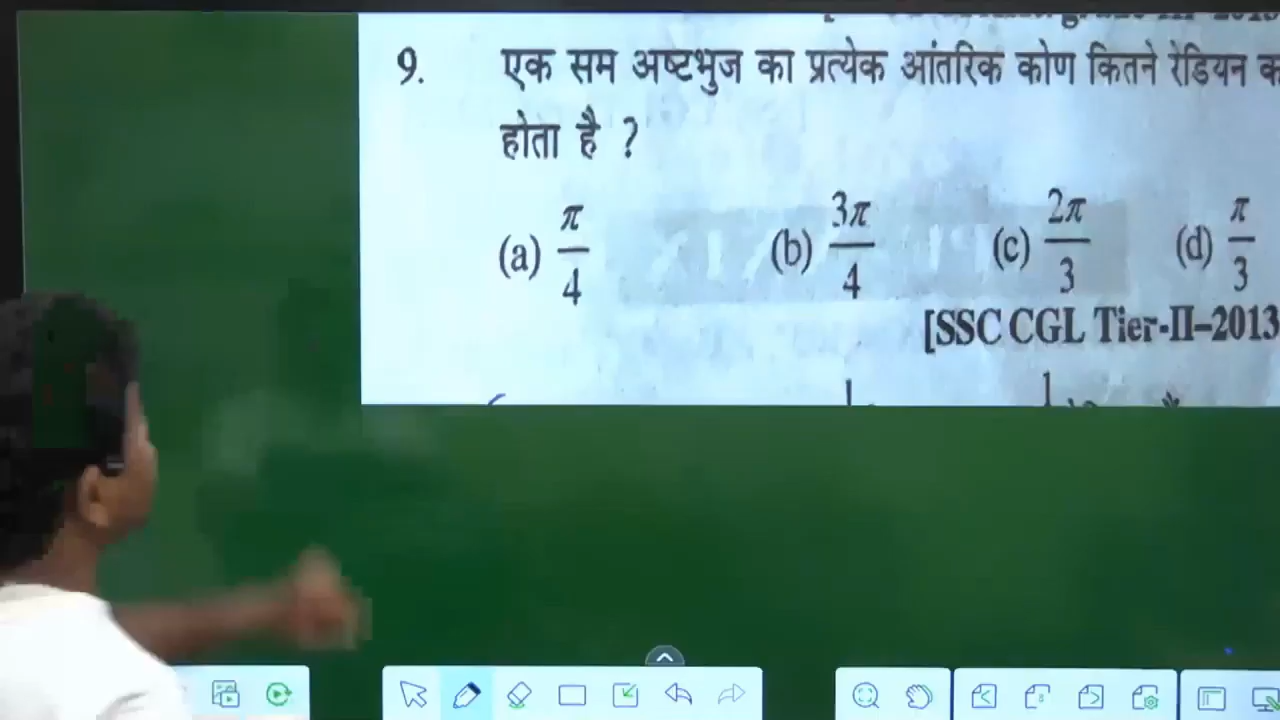 9. एक सम अष्टभुज का प्रत्येक आंतरिक कोण कितने रेडियन
होता है ?
(a) π/4 (b) 3π/4 (c) 2π/3 (d) π/3
[SSC CGL Tier-II–2013